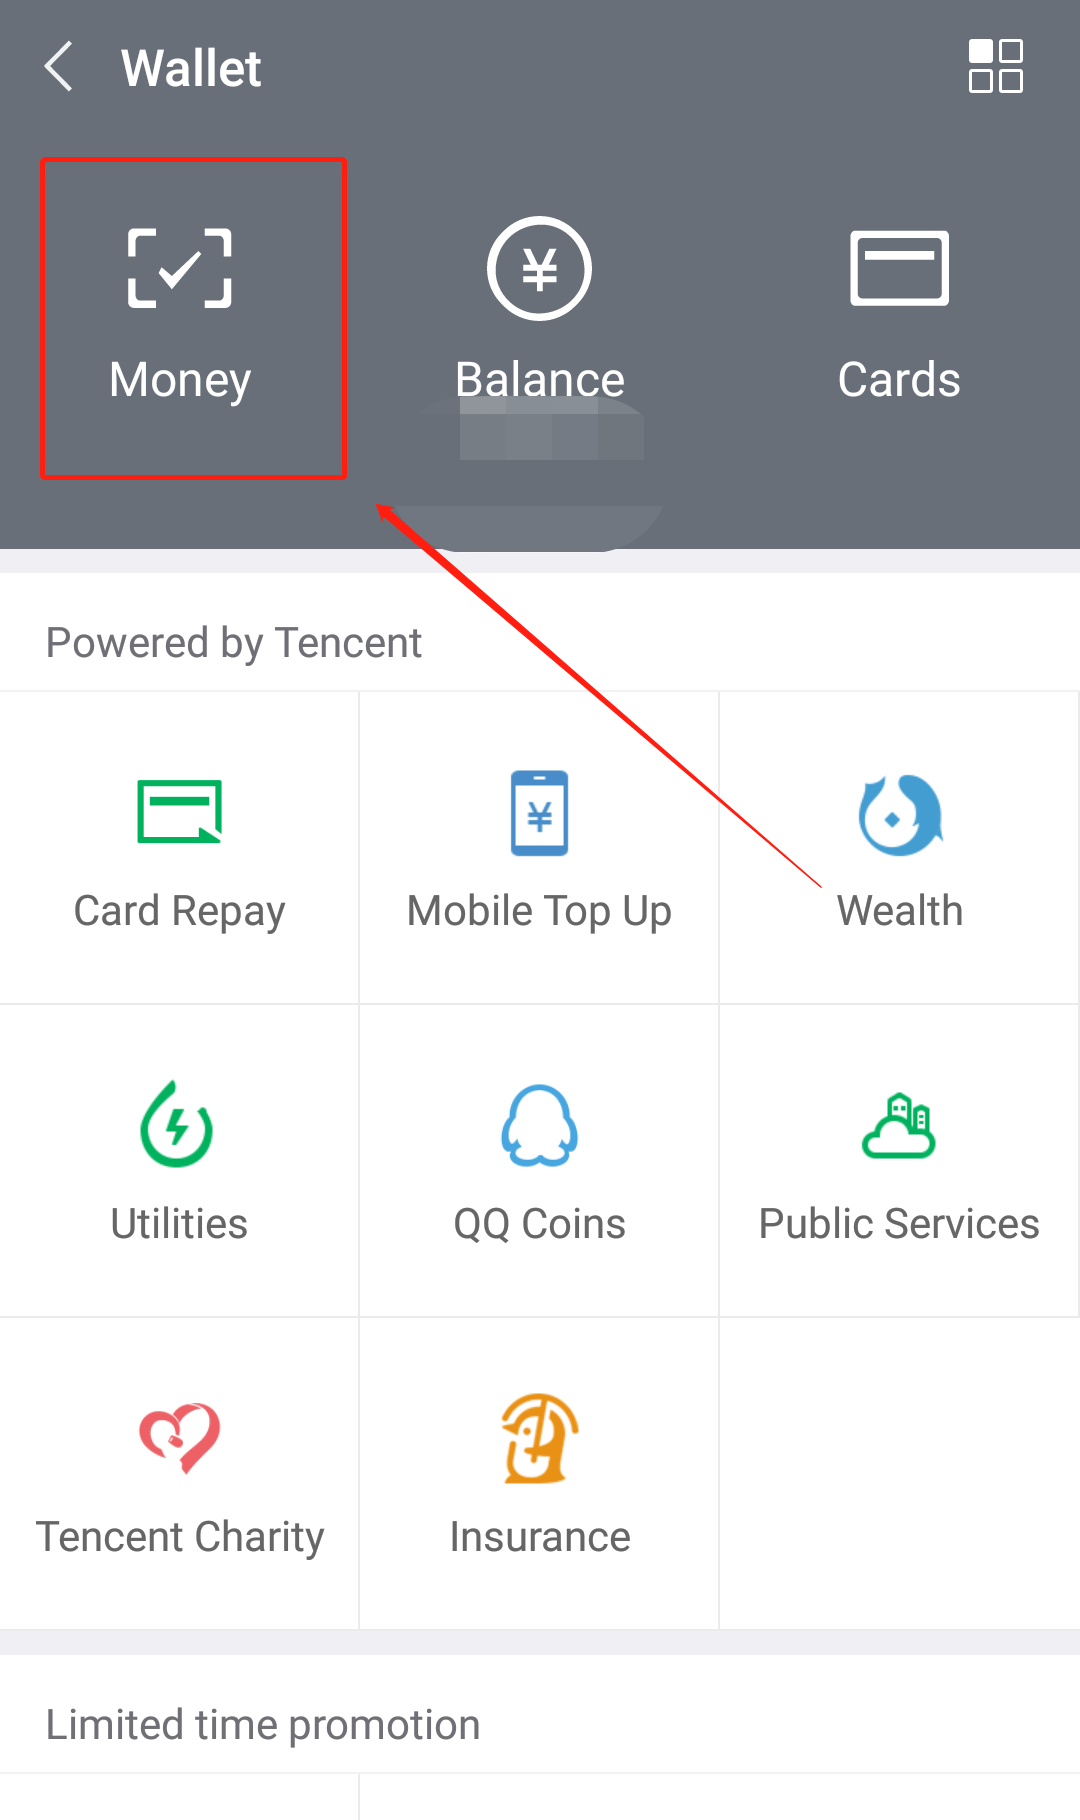 Wallet
Money
Balance
Cards
Powered by Tencent
Card Repay
Mobile Top Up
Wealth
Utilities
QQ Coins
Public Services
Tencent Charity
Insurance
Limited time promotion